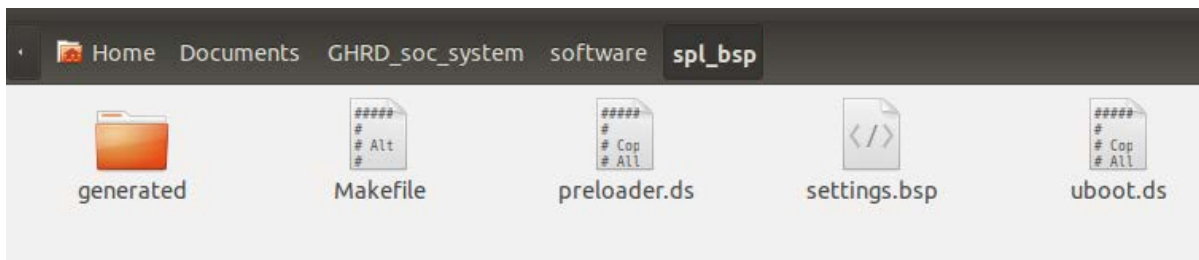 Home Documents GHRD_soc_system software spl_bsp
#####
#
# Alt
#
#####
#
# Cop
# All
</>
#####
#
# Cop
# All
generated Makefile preloader.ds settings.bsp uboot.ds